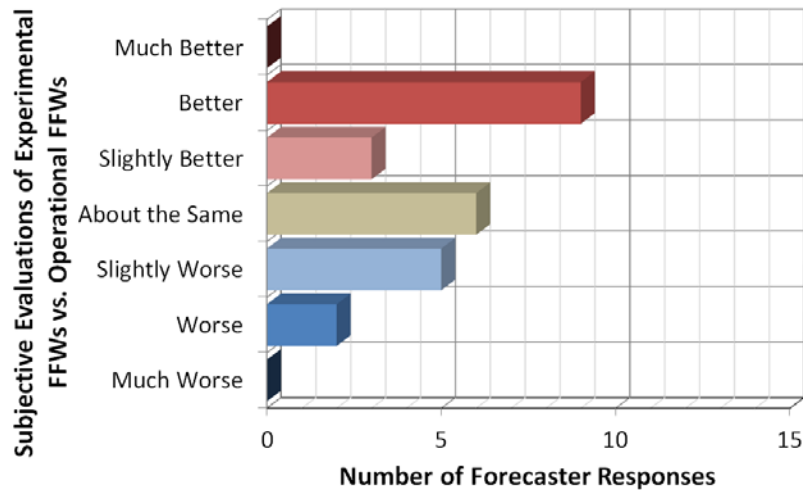 Subjective Evaluations of Experimental
FFWs vs. Operational FFWs
Much Better
Better
Slightly Better
About the Same
Slightly Worse
Worse
Much Worse
0 5 10 15
Number of Forecaster Responses